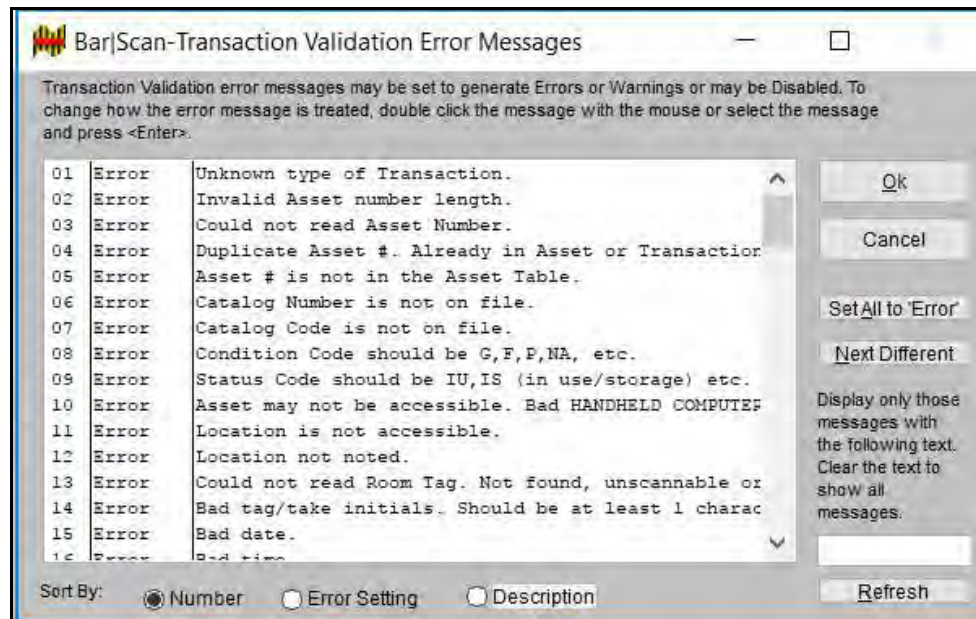 Bar|Scan-Transaction Validation Error Messages
Transaction Validation error messages may be set to generate Errors or Warnings or may be Disabled. To
change how the error message is treated, double click the message with the mouse or select the message
and press <Enter>.
01 Error Unknown type of Transaction.
02 Error Invalid Asset number length.
03 Error Could not read Asset Number.
04 Error Duplicate Asset #. Already in Asset or Transaction
05 Error Asset # is not in the Asset Table.
06 Error Catalog Number is not on file.
07 Error Catalog Code is not on file.
08 Error Condition Code should be G,F,P,NA, etc.
09 Error Status Code should be IU,IS (in use/storage) etc.
10 Error Asset may not be accessible. Bad HANDHELD COMPUTER
11 Error Location is not accessible.
12 Error Location not noted.
13 Error Could not read Room Tag. Not found, unscannable or
14 Error Bad tag/take initials. Should be at least 1 charac
15 Error Bad date.
16 Error Bad time
Ok
Cancel
Set All to 'Error'
Next Different
Display only those
messages with
the following text.
Clear the text to
show all
messages.
Refresh
Sort By: Number Error Setting Description